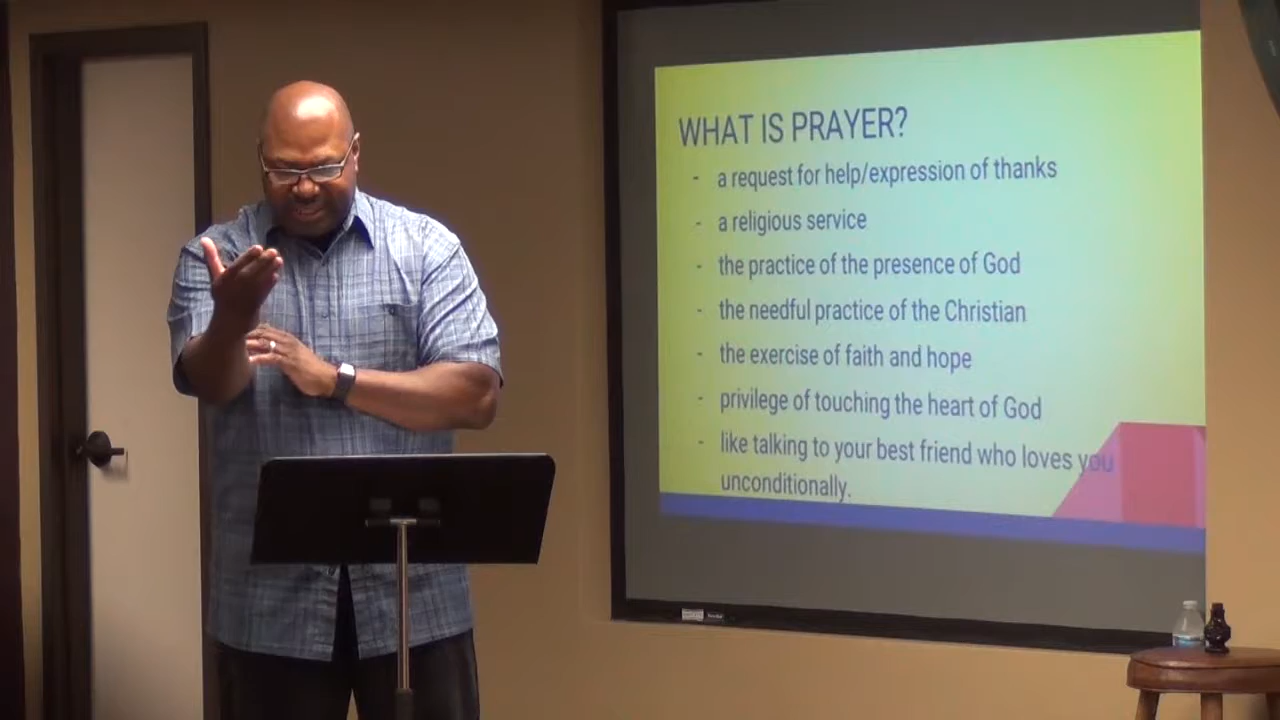 WHAT IS PRAYER?
- a request for help/expression of thanks
- a religious service
- the practice of the presence of God
- the needful practice of the Christian
- the exercise of faith and hope
- privilege of touching the heart of God
- like talking to your best friend who loves you
unconditionally.